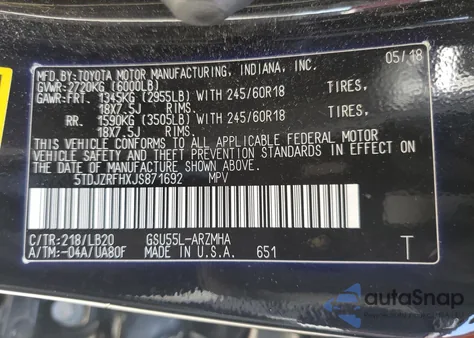 MFD.BY:TOYOTA MOTOR MANUFACTURING, INDIANA, INC. 05/18
GVWR:2720KG (6000LB)
GAWR:FRT. 1345KG (2955LB) WITH 245/60R18 TIRES,
18X7.5J RIMS.
RR. 1590KG (3505LB) WITH 245/60R18 TIRES,
18X7.5J RIMS.
THIS VEHICLE CONFORMS TO ALL APPLICABLE FEDERAL MOTOR
VEHICLE SAFETY AND THEFT PREVENTION STANDARDS IN EFFECT ON
THE DATE OF MANUFACTURE SHOWN ABOVE.
5TDJZRFHXJS871692 MPV
C/TR:218/LB20 GSU55L-ARZMHA T
A/TM:-04A/UA80F MADE IN U.S.A. 651
autoSnap